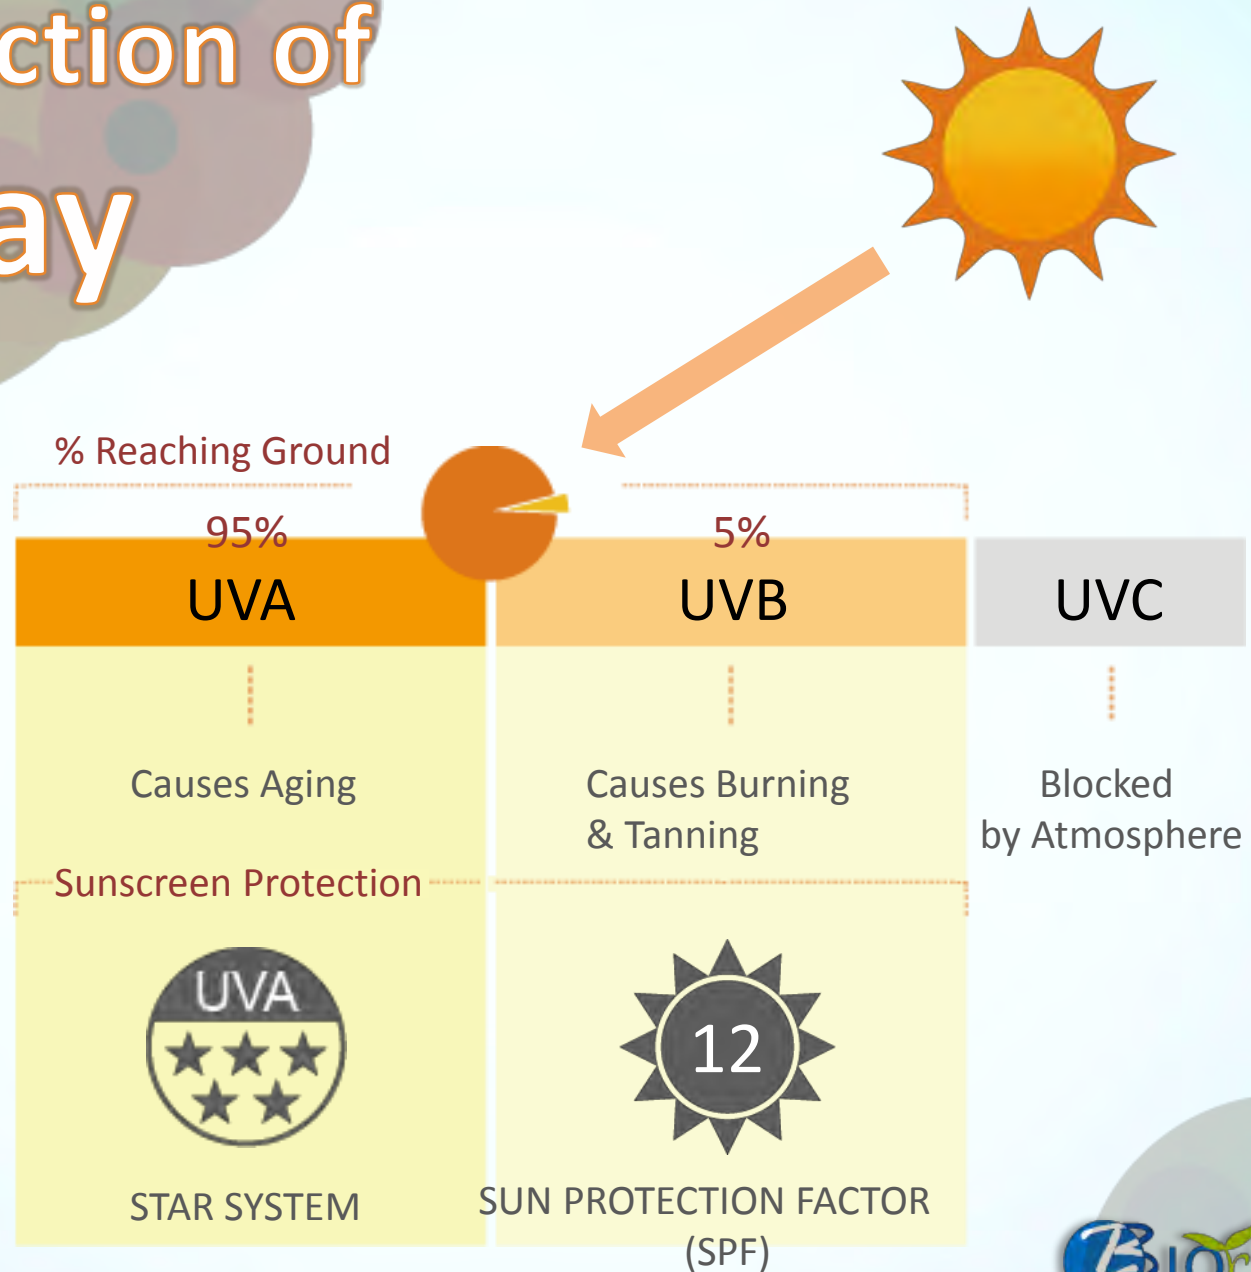 ction of
ay
% Reaching Ground
95%
5%
UVA
UVB
UVC
Causes Aging
Causes Burning
& Tanning
Blocked
by Atmosphere
Sunscreen Protection
UVA
12
STAR SYSTEM
SUN PROTECTION FACTOR
(SPF)